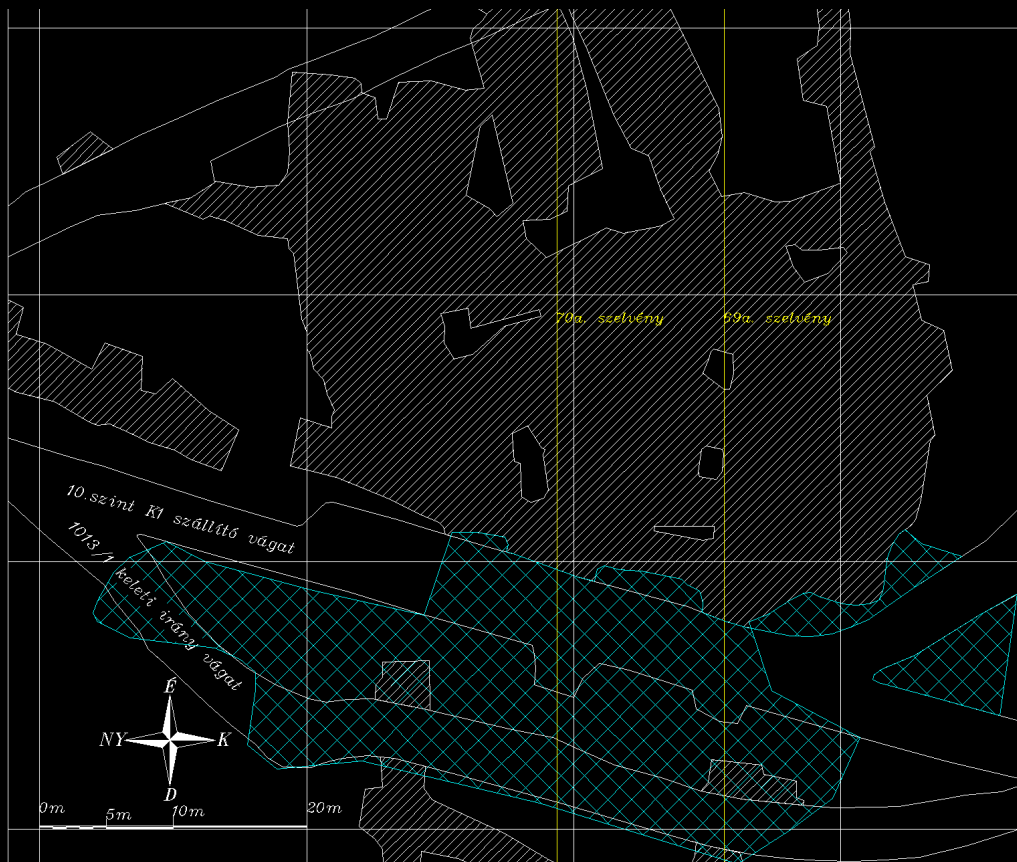 70a. szelvény
69a. szelvény
10.szint K1 szállító vágat
1013/1 keleti irány vágat
É
NY K
D
0m 5m 10m 20m